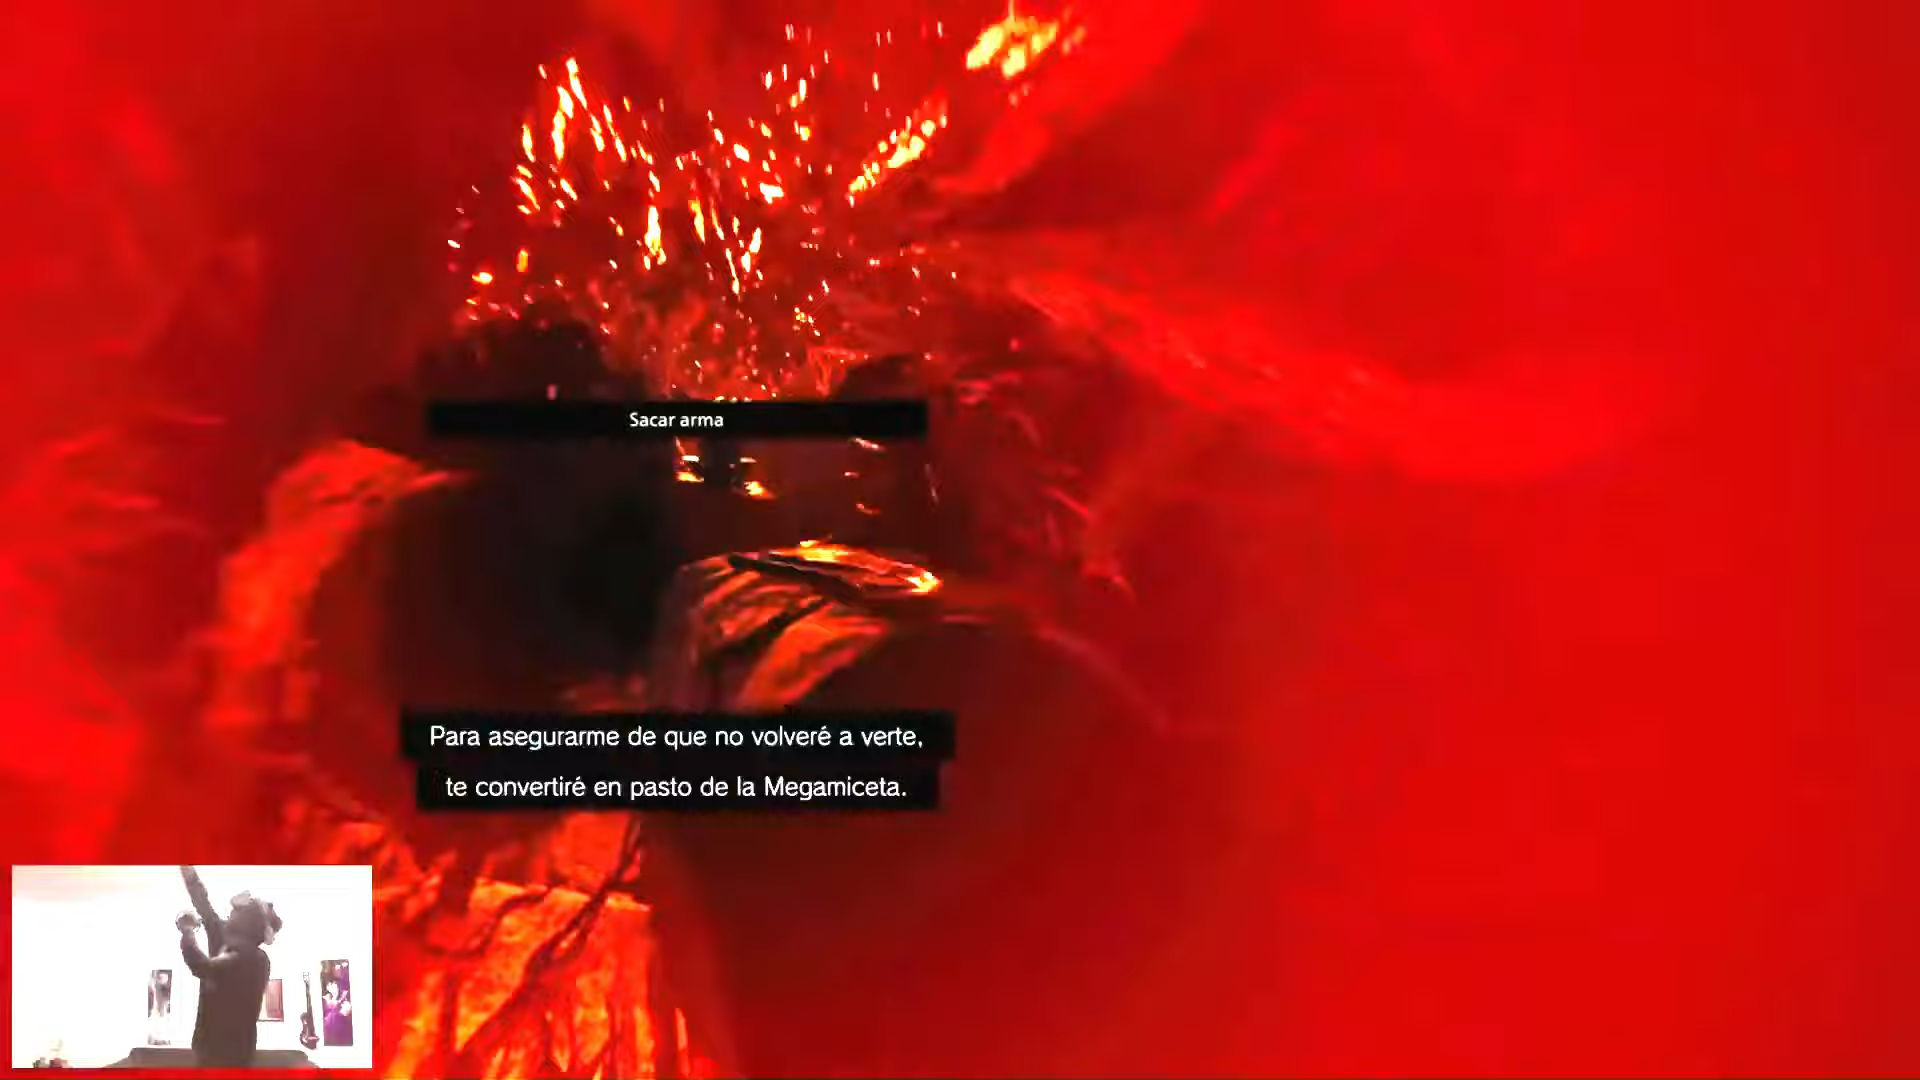 Sacar arma
Para asegurarme de que no volveré a verte,
te convertiré en pasto de la Megamiceta.